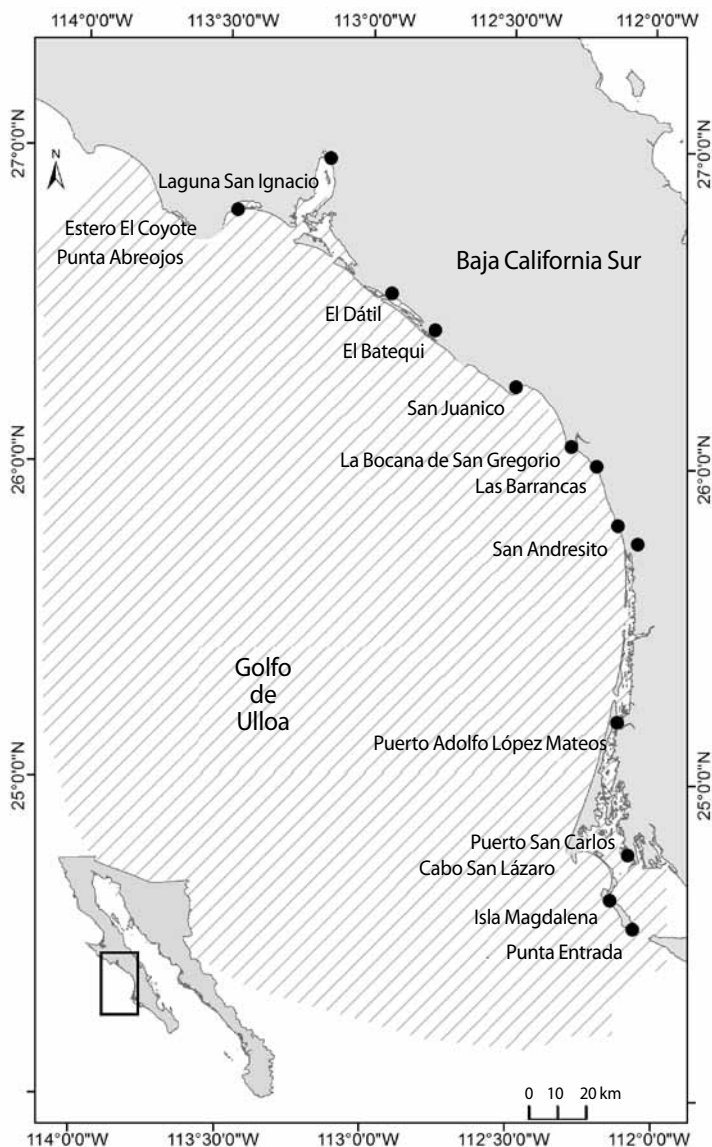 114°0'0"W 113°30'0"W 113°0'0"W 112°30'0"W 112°0'0"W
27°0'0"N
27°0'0"N
N
Laguna San Ignacio
Estero El Coyote
Punta Abreojos
Baja California Sur
El Dátil
El Batequi
San Juanico
La Bocana de San Gregorio
26°0'0"N
26°0'0"N
Las Barrancas
San Andresito
Golfo
de
Ulloa
Puerto Adolfo López Mateos
25°0'0"N
25°0'0"N
Puerto San Carlos
Cabo San Lázaro
Isla Magdalena
Punta Entrada
0 10 20 km
114°0'0"W 113°30'0"W 113°0'0"W 112°30'0"W 112°0'0"W